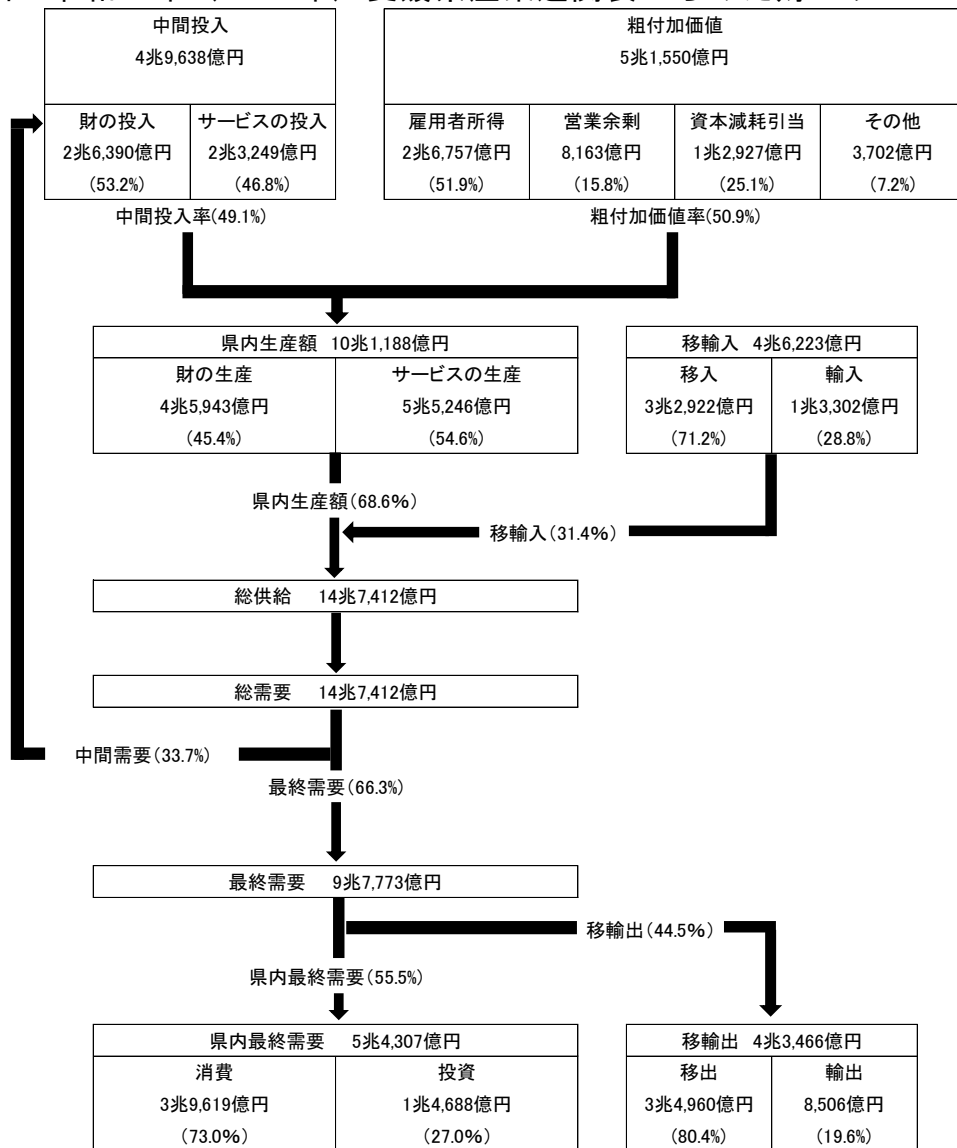 中間投入
4兆9,638億円
財の投入
2兆6,390億円
(53.2%)
サービスの投入
2兆3,249億円
(46.8%)
粗付加価値
5兆1,550億円
雇用者所得
2兆6,757億円
(51.9%)
営業余剰
8,163億円
(15.8%)
資本減耗引当
1兆2,927億円
(25.1%)
その他
3,702億円
(7.2%)
中間投入率(49.1%)
粗付加価値率(50.9%)
県内生産額 10兆1,188億円
財の生産
4兆5,943億円
(45.4%)
サービスの生産
5兆5,246億円
(54.6%)
移輸入 4兆6,223億円
移入
3兆2,922億円
(71.2%)
輸入
1兆3,302億円
(28.8%)
県内生産額(68.6%)
移輸入(31.4%)
総供給 14兆7,412億円
総需要 14兆7,412億円
中間需要(33.7%)
最終需要(66.3%)
最終需要 9兆7,773億円
移輸出(44.5%)
県内最終需要(55.5%)
県内最終需要 5兆4,307億円
消費
3兆9,619億円
(73.0%)
投資
1兆4,688億円
(27.0%)
移輸出 4兆3,466億円
移出
3兆4,960億円
(80.4%)
輸出
8,506億円
(19.6%)